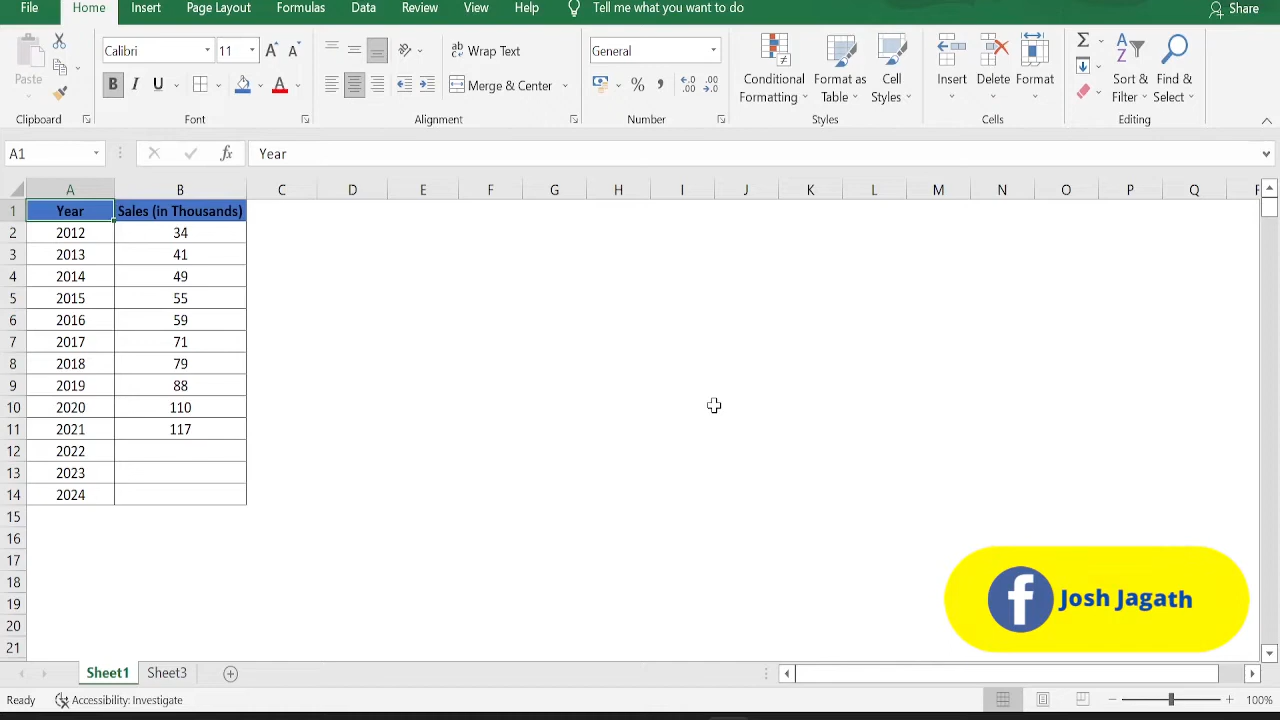 File Home Insert Page Layout Formulas Data Review View Help Tell me what you want to do Share
Calibri 11 A A Wrap Text General
Paste B I U A Merge & Center % , Conditional Formatting Format as Table Cell Styles Insert Delete Format Sort & Filter Find & Select
Clipboard Font Alignment Number Styles Cells Editing
A1 fx Year
A B C D E F G H I J K L M N O P Q
1 Year Sales (in Thousands)
2 2012 34
3 2013 41
4 2014 49
5 2015 55
6 2016 59
7 2017 71
8 2018 79
9 2019 88
10 2020 110
11 2021 117
12 2022
13 2023
14 2024
15
16
17
18
19
20
21
f Josh Jagath
Sheet1 Sheet3
Ready Accessibility: Investigate 100%